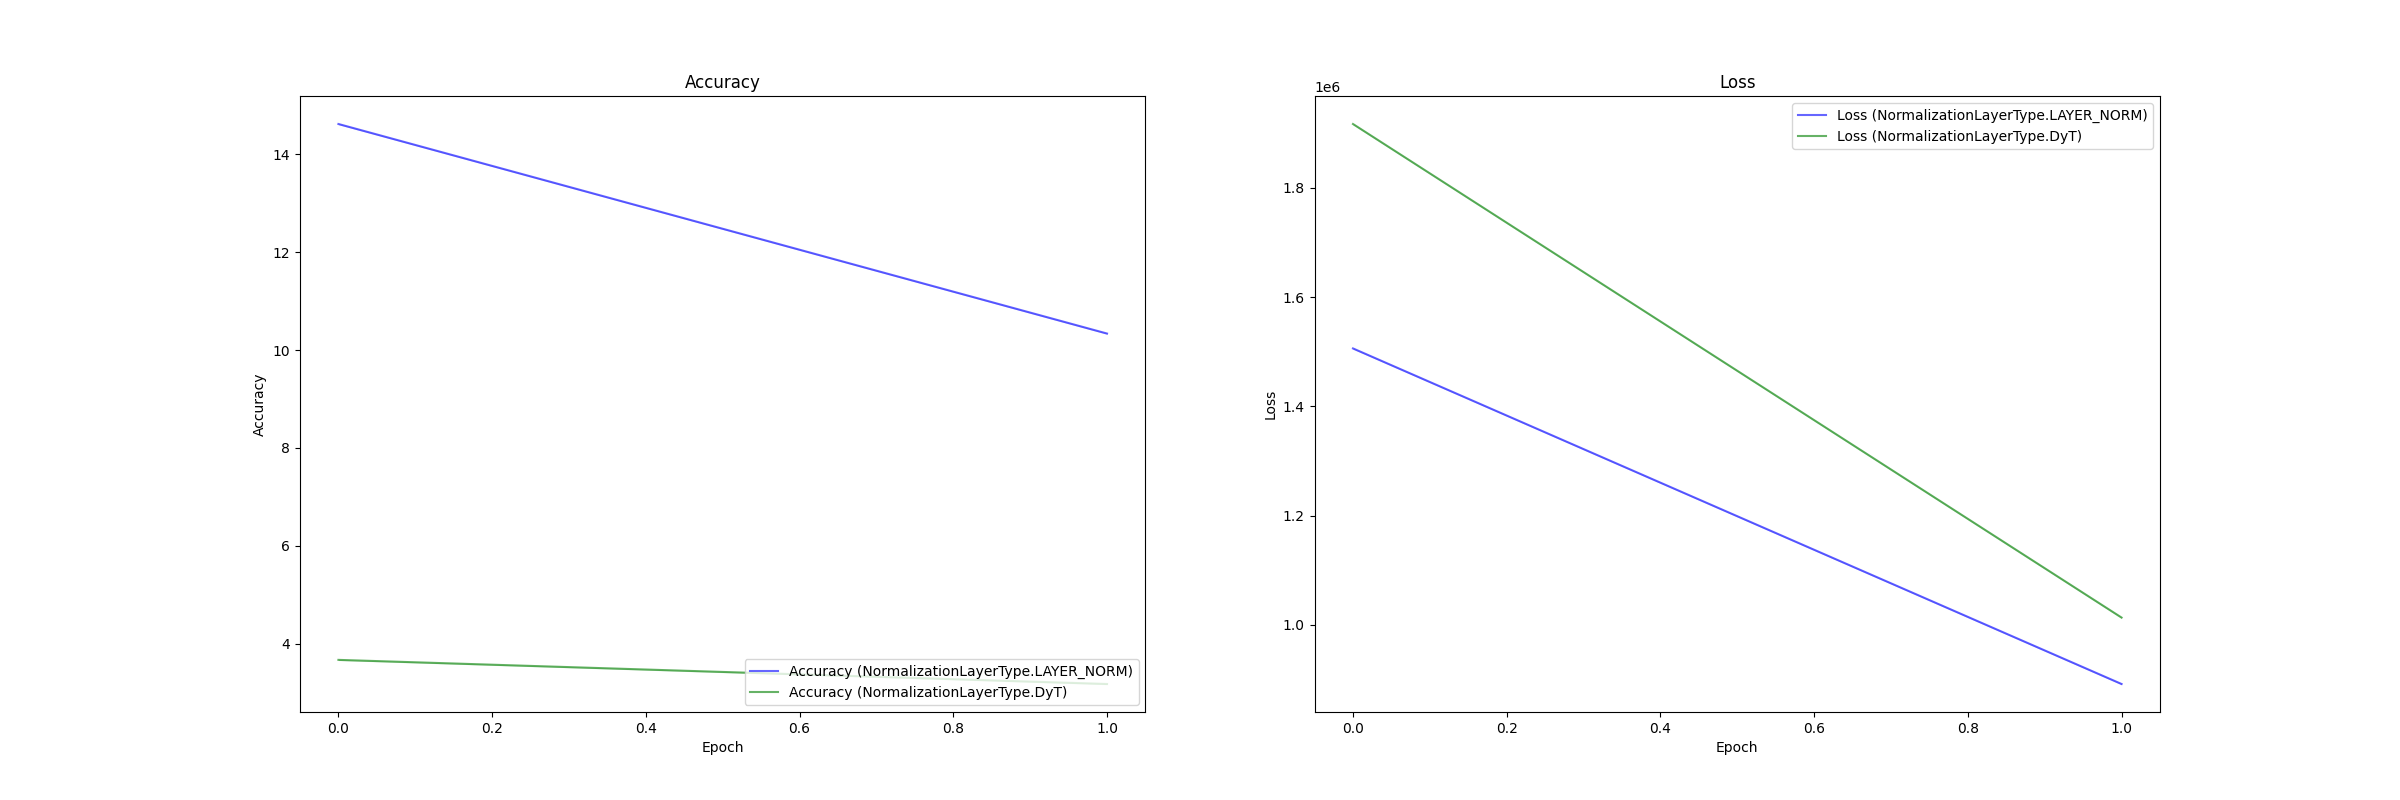 Accuracy
14
12
10
8
6
4
Accuracy
0.0 0.2 0.4 0.6 0.8 1.0
Epoch
Accuracy (NormalizationLayerType.LAYER_NORM)
Accuracy (NormalizationLayerType.DyT)
Loss
1e6
1.8
1.6
1.4
1.2
1.0
Loss
0.0 0.2 0.4 0.6 0.8 1.0
Epoch
Loss (NormalizationLayerType.LAYER_NORM)
Loss (NormalizationLayerType.DyT)